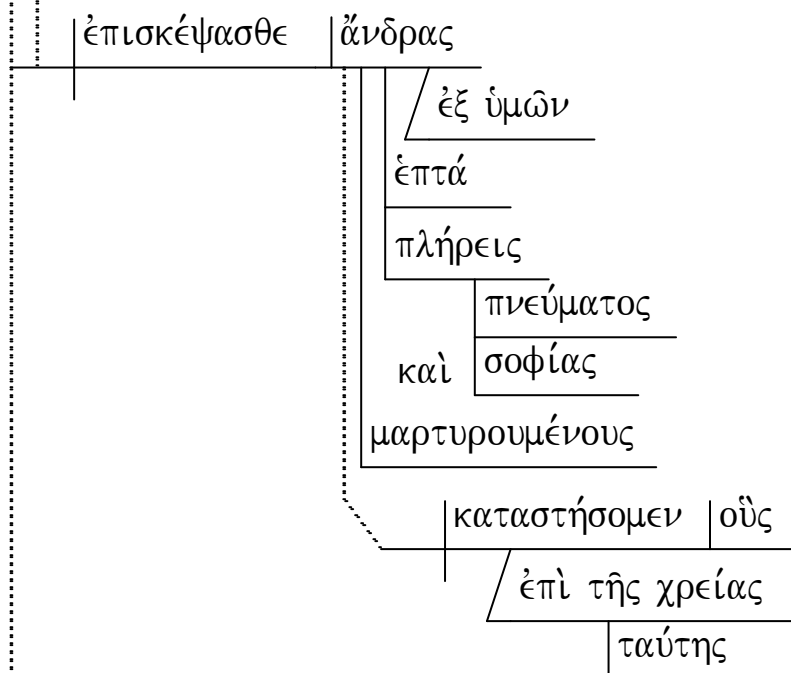 ἐπισκέψασθε ἄνδρας
ἐξ ὑμῶν
ἑπτά
πλήρεις
πνεύματος
καὶ σοφίας
μαρτυρουμένους
καταστήσομεν οὓς
ἐπὶ τῆς χρείας
ταύτης